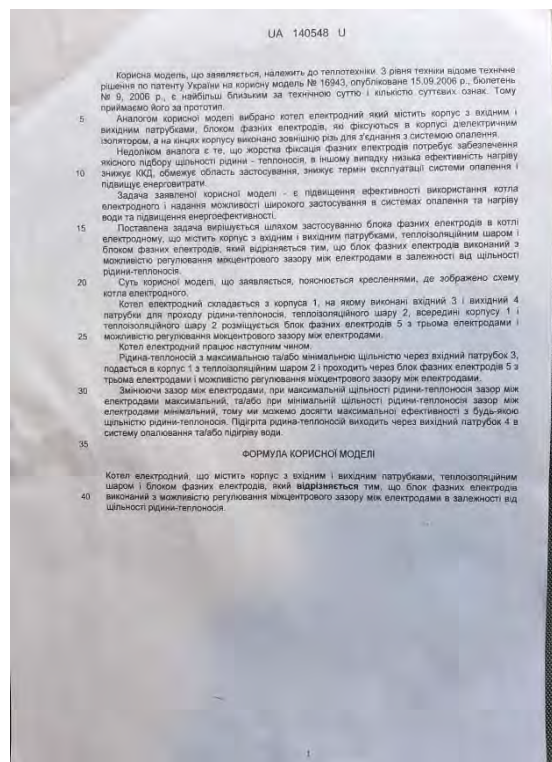 UA 140548 U
Корисна модель, що заявляється, належить до теплотехніки. З рівня техніки відоме технічне
рішення по патенту України на корисну модель № 16943, опубліковане 15.09.2006 р., бюлетень
№ 9, 2006 р., є найбільш близьким за технічною суттю і кількістю суттєвих ознак. Тому
приймаємо його за прототип.
5 Аналогом корисної моделі вибрано котел електродний який містить корпус з вхідним і
вихідним патрубками, блоком фазних електродів, які фіксуються в корпусі діелектричним
ізолятором, а на кінцях корпусу виконано зовнішню різь для з'єднання з системою опалення.
Недоліком аналога є те, що жорстка фіксація фазних електродів потребує забезпечення
якісного підбору щільності рідини - теплоносія, в іншому випадку низька ефективність нагріву
10 знижує ККД, обмежує область застосування, знижує термін експлуатації системи опалення і
підвищує енерговитрати.
Задача заявленої корисної моделі - є підвищення ефективності використання котла
електродного і надання можливості широкого застосування в системах опалення та нагріву
води та підвищення енергоефективності.
15 Поставлена задача вирішується шляхом застосуванню блока фазних електродів в котлі
електродному, що містить корпус з вхідним і вихідним патрубками, теплоізоляційним шаром і
блоком фазних електродів, який відрізняється тим, що блок фазних електродів виконаний з
можливістю регулювання міжцентрового зазору між електродами в залежності від щільності
рідини-теплоносія.
20 Суть корисної моделі, що заявляється, пояснюється кресленнями, де зображено схему
котла електродного.
Котел електродний складається з корпуса 1, на якому виконані вхідний 3 і вихідний 4
патрубки для проходу рідини-теплоносія, теплоізоляційного шару 2, всередині корпусу 1 і
теплоізоляційного шару 2 розміщується блок фазних електродів 5 з трьома електродами і
25 можливістю регулювання міжцентрового зазору між електродами.
Котел електродний працює наступним чином.
Рідина-теплоносій з максимальною та/або мінімальною щільністю через вхідний патрубок 3,
подається в корпус 1 з теплоізоляційним шаром 2 і проходить через блок фазних електродів 5 з
трьома електродами і можливістю регулювання міжцентрового зазору між електродами.
30 Змінюючи зазор між електродами, при максимальній щільності рідини-теплоносія зазор між
електродами максимальний, та/або при мінімальній щільності рідини-теплоносія зазор між
електродами мінімальний, тому ми можемо досягти максимальної ефективності з будь-якою
щільністю рідини-теплоносія. Підігріта рідина-теплоносій виходить через вихідний патрубок 4 в
систему опалювання та/або підігріву води.
35
ФОРМУЛА КОРИСНОЇ МОДЕЛІ
Котел електродний, що містить корпус з вхідним і вихідним патрубками, теплоізоляційним
шаром і блоком фазних електродів, який відрізняється тим, що блок фазних електродів
40 виконаний з можливістю регулювання міжцентрового зазору між електродами в залежності від
щільності рідини-теплоносія.
1